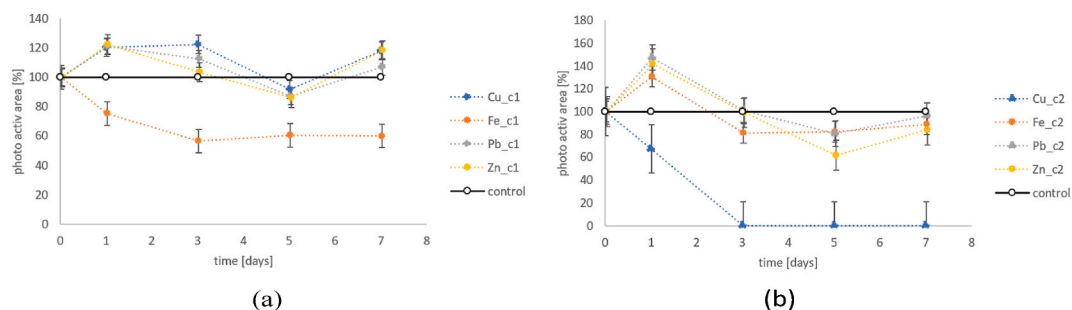 140
120
100
80
60
40
20
0
photo activ area [%]
0 1 2 3 4 5 6 7 8
time [days]
Cu_c1
Fe_c1
Pb_c1
Zn_c1
control
(a)
180
160
140
120
100
80
60
40
20
0
photo activ area [%]
0 1 2 3 4 5 6 7 8
time [days]
Cu_c2
Fe_c2
Pb_c2
Zn_c2
control
(b)